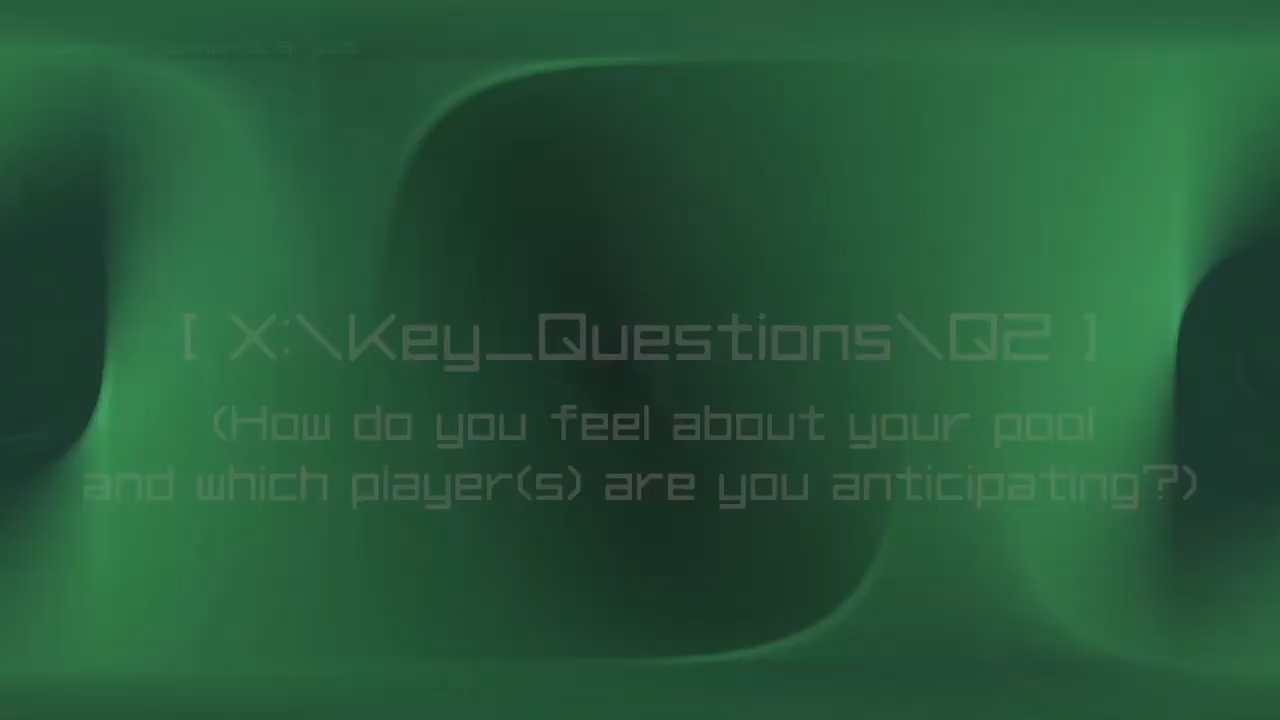 [ X:\Key_Questions\Q2 ]
(How do you feel about your pool
and which player(s) are you anticipating?)